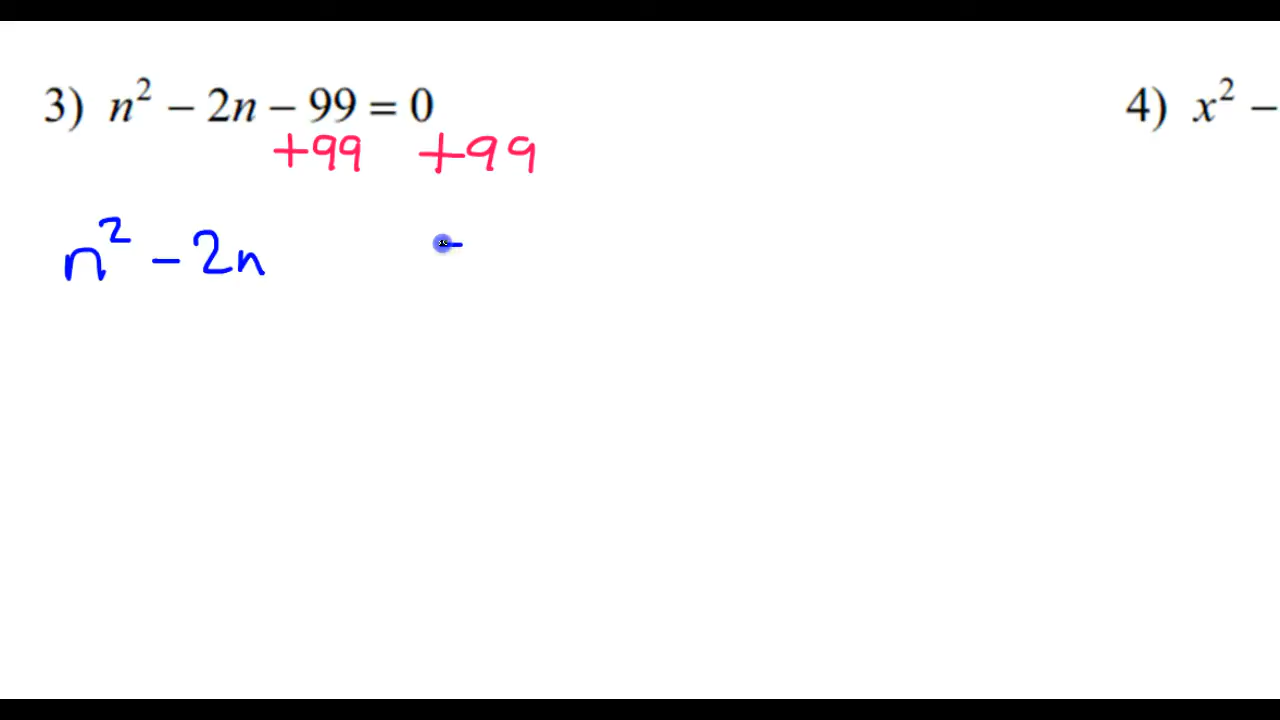 3) n² − 2n − 99 = 0
4) x² −
+99 +99
n² − 2n